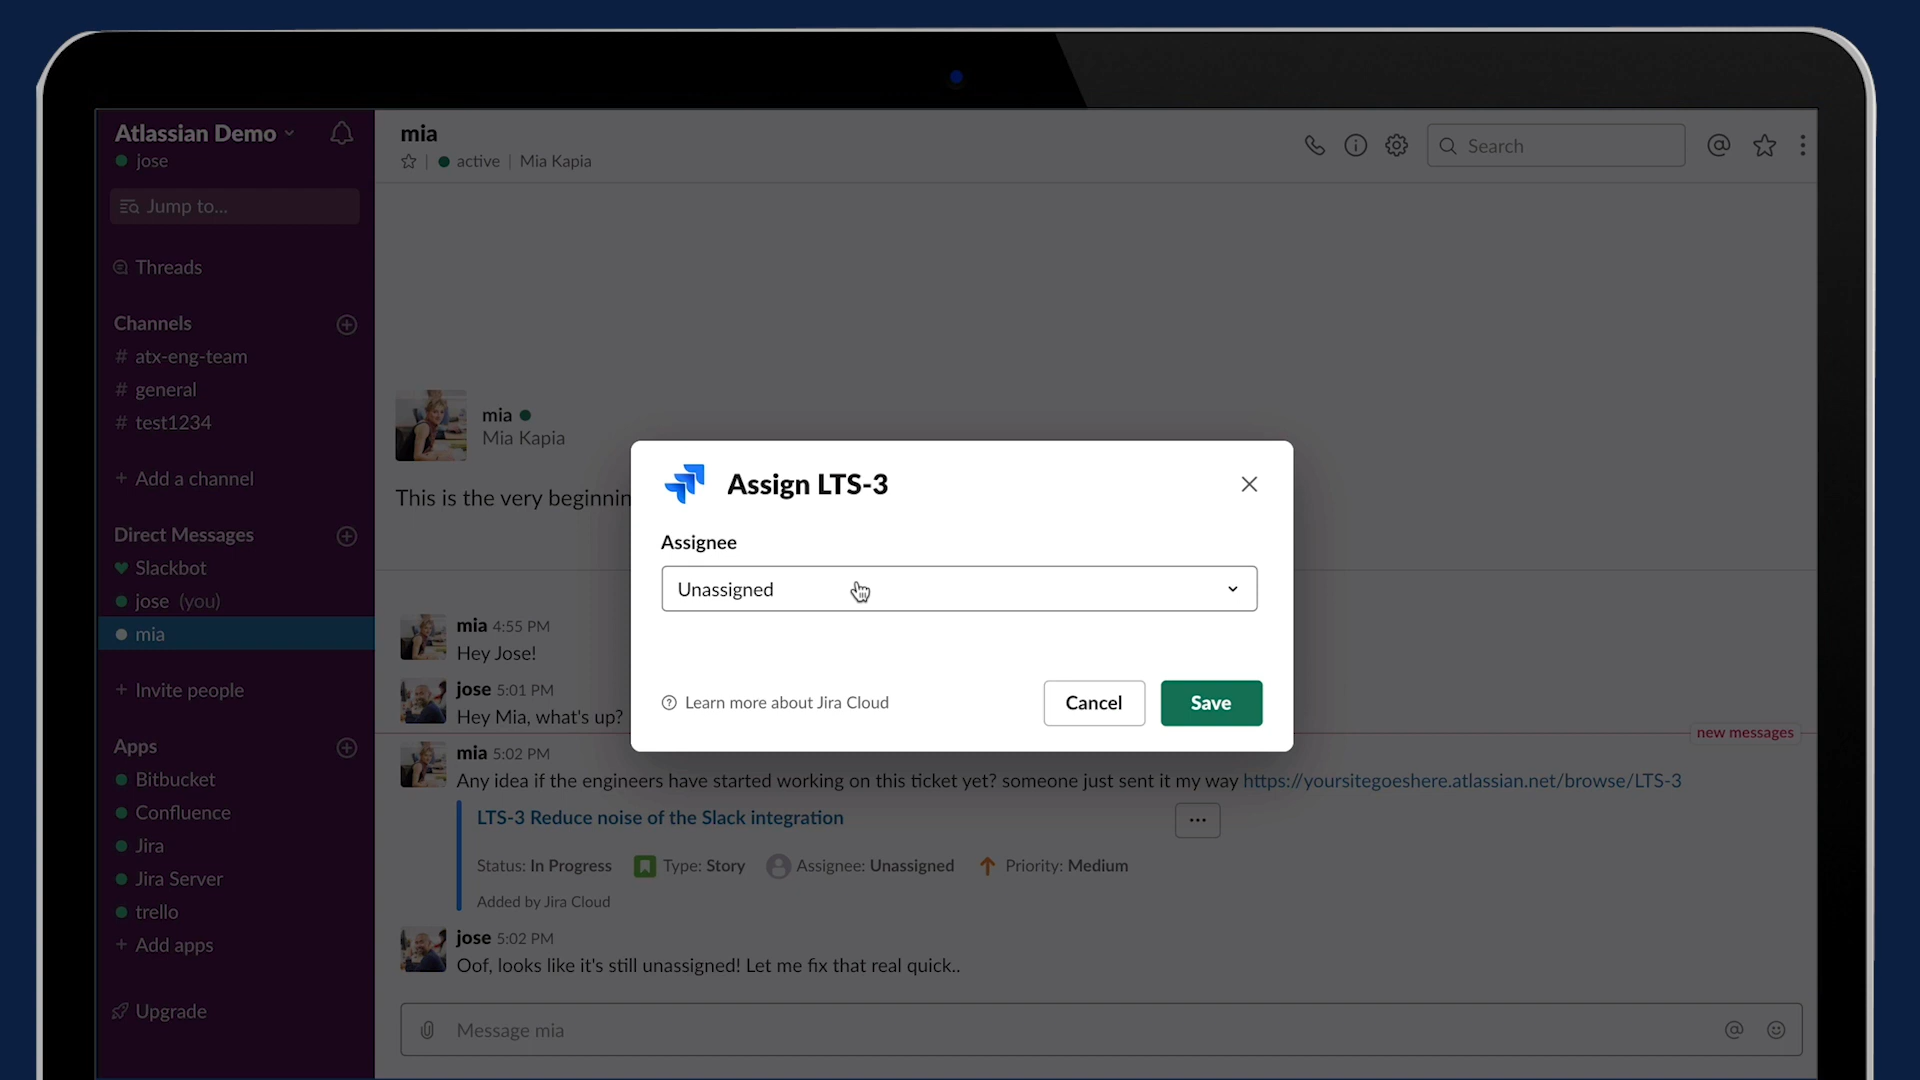 Atlassian Demo
jose
Jump to...
Threads
Channels
# atx-eng-team
# general
# test1234
+ Add a channel
Direct Messages
Slackbot
jose (you)
mia
+ Invite people
Apps
Bitbucket
Confluence
Jira
Jira Server
trello
+ Add apps
Upgrade
mia
active | Mia Kapia
Search
mia
Mia Kapia
This is the very beginnin
Assign LTS-3
Assignee
Unassigned
Learn more about Jira Cloud
Cancel
Save
mia 4:55 PM
Hey Jose!
jose 5:01 PM
Hey Mia, what's up?
new messages
mia 5:02 PM
Any idea if the engineers have started working on this ticket yet? someone just sent it my way https://yoursitegoeshere.atlassian.net/browse/LTS-3
LTS-3 Reduce noise of the Slack integration
Status: In Progress Type: Story Assignee: Unassigned Priority: Medium
Added by Jira Cloud
jose 5:02 PM
Oof, looks like it's still unassigned! Let me fix that real quick..
Message mia